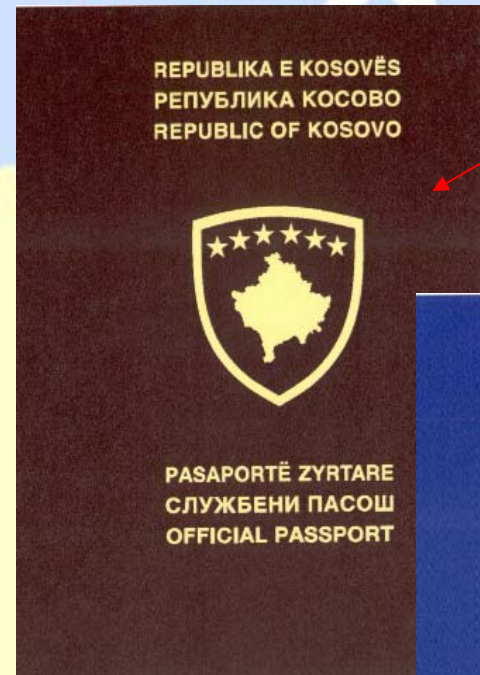 REPUBLIKA E KOSOVËS
РЕПУБЛИКА КОСОВО
REPUBLIC OF KOSOVO
PASAPORTË ZYRTARE
СЛУЖБЕНИ ПАСОШ
OFFICIAL PASSPORT